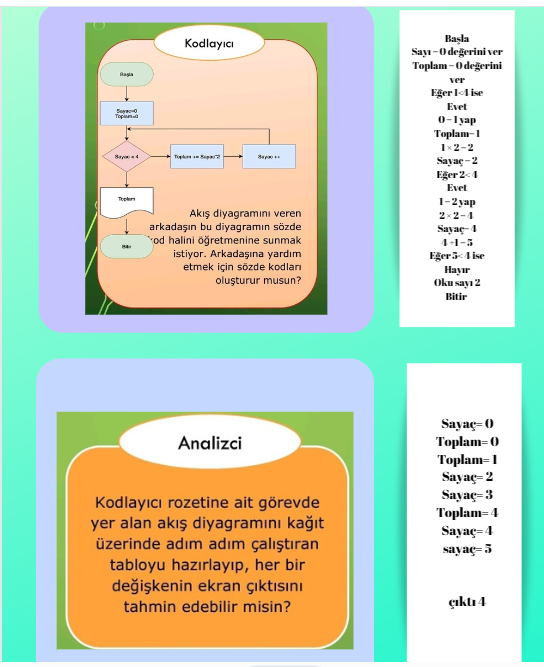 Kodlayıcı
Başla
Sayac=0
Toplam=0
Sayac < 4
Toplam += Sayac*2
Sayac ++
Toplam
Bitir
Akış diyagramını veren
arkadaşın bu diyagramın sözde
kod halini öğretmenine sunmak
istiyor. Arkadaşına yardım
etmek için sözde kodları
oluşturur musun?
Başla
Sayı = 0 değerini ver
Toplam = 0 değerini
ver
Eğer 1<4 ise
Evet
0 = 1 yap
Toplam= 1
1 × 2 = 2
Sayaç = 2
Eğer 2< 4
Evet
1 = 2 yap
2 × 2 = 4
Sayaç= 4
4 +1 = 5
Eğer 5< 4 ise
Hayır
Oku sayı 2
Bitir
Analizci
Kodlayıcı rozetine ait görevde
yer alan akış diyagramını kağıt
üzerinde adım adım çalıştıran
tabloyu hazırlayıp, her bir
değişkenin ekran çıktısını
tahmin edebilir misin?
Sayaç= 0
Toplam= 0
Toplam= 1
Sayaç= 2
Sayaç= 3
Toplam= 4
Sayaç= 4
sayaç= 5
çıktı 4